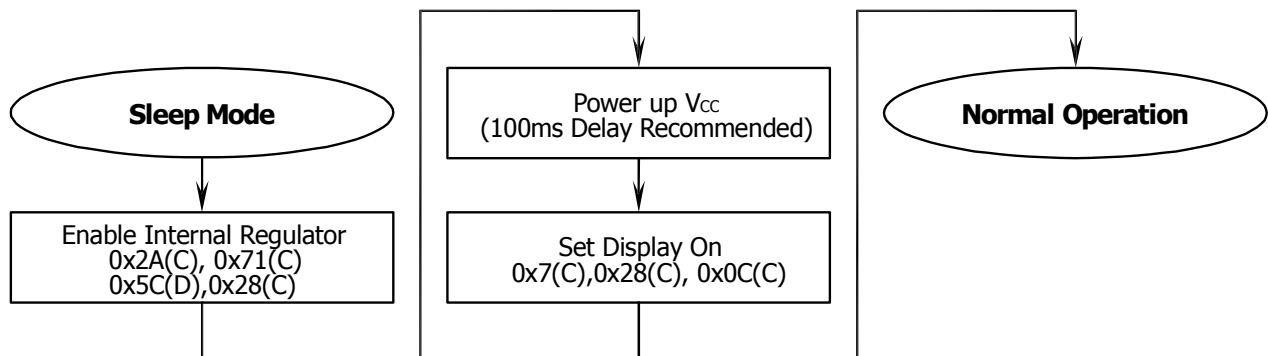 Sleep Mode
Enable Internal Regulator
0x2A(C), 0x71(C)
0x5C(D),0x28(C)
Power up VCC
(100ms Delay Recommended)
Set Display On
0x7(C),0x28(C), 0x0C(C)
Normal Operation